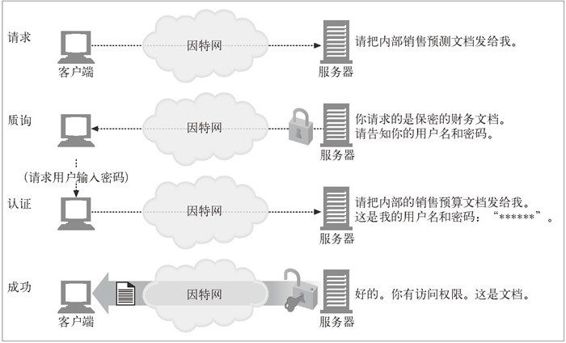 请求
因特网
请把内部销售预测文档发给我。
客户端
服务器
质询
因特网
你请求的是保密的财务文档。
请告知你的用户名和密码。
服务器
(请求用户输入密码)
认证
因特网
请把内部的销售预算文档发给我。
这是我的用户名和密码：“******”。
服务器
成功
因特网
好的。你有访问权限。这是文档。
客户端
服务器